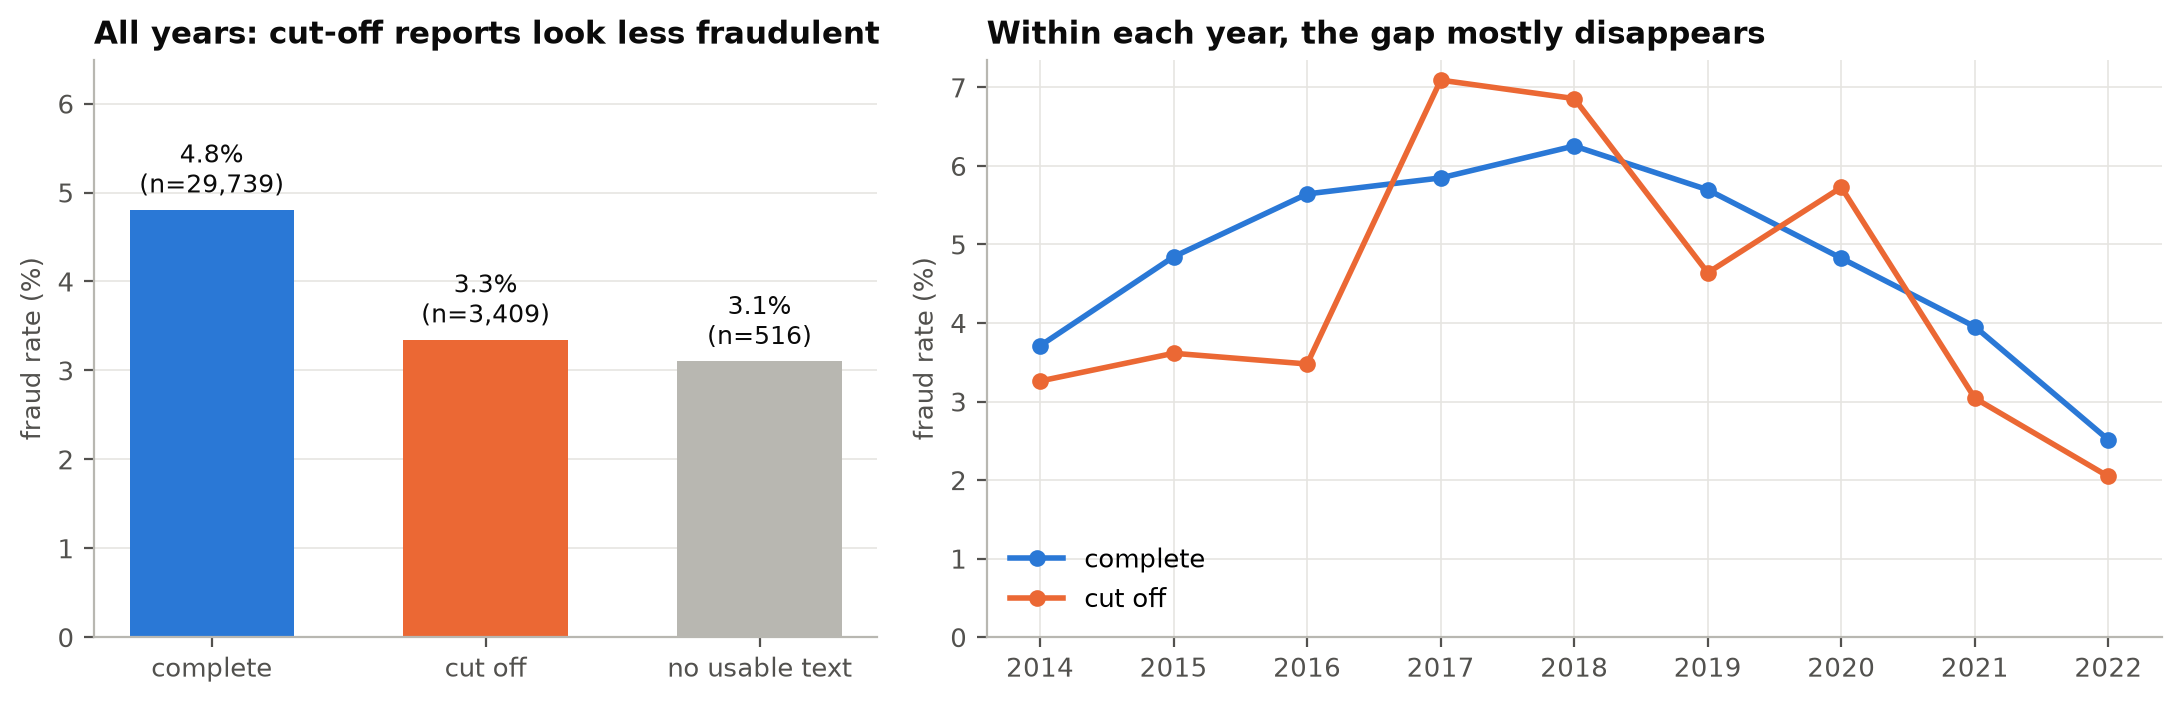 All years: cut-off reports look less fraudulent
fraud rate (%)
6
5
4
3
2
1
0
4.8%
(n=29,739)
3.3%
(n=3,409)
3.1%
(n=516)
complete
cut off
no usable text
Within each year, the gap mostly disappears
fraud rate (%)
7
6
5
4
3
2
1
0
complete
cut off
2014
2015
2016
2017
2018
2019
2020
2021
2022